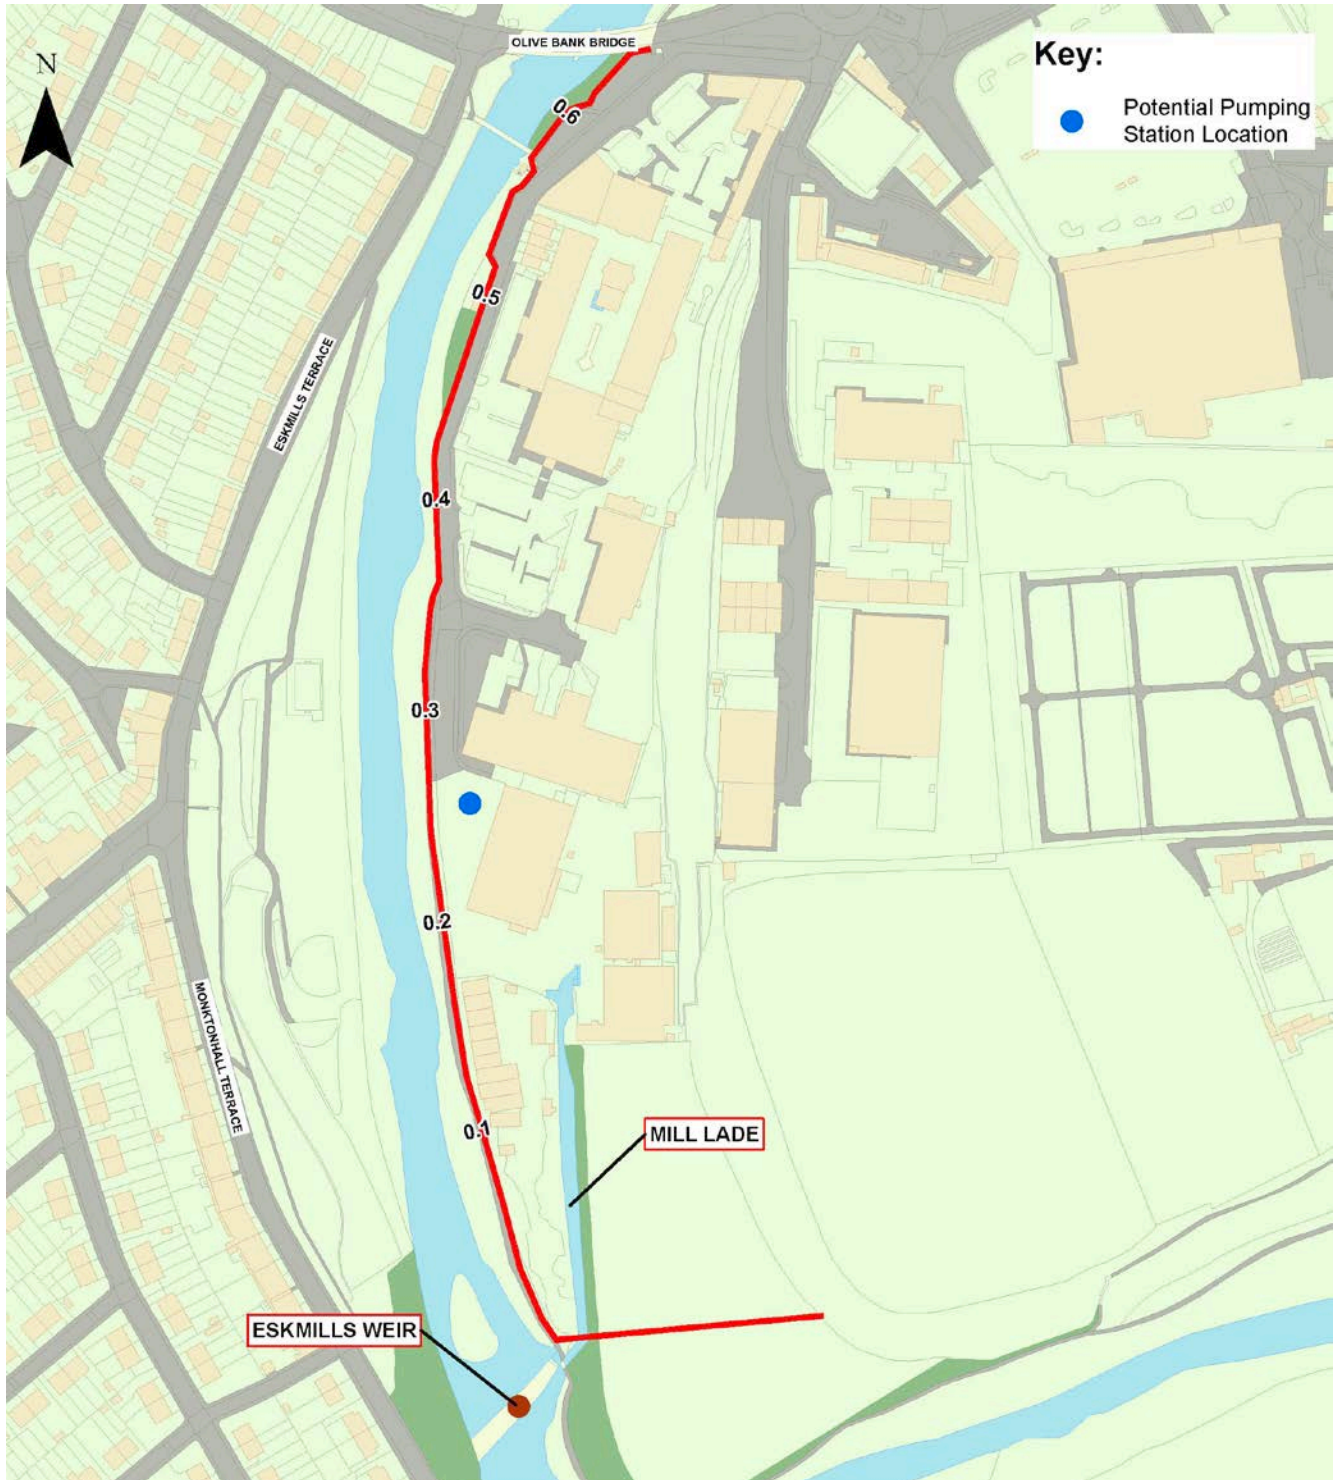 OLIVE BANK BRIDGE
N
Key:
Potential Pumping
Station Location
0.6
0.5
ESKMILLS TERRACE
0.4
0.3
0.2
MONKTONHALL TERRACE
0.1
MILL LADE
ESKMILLS WEIR